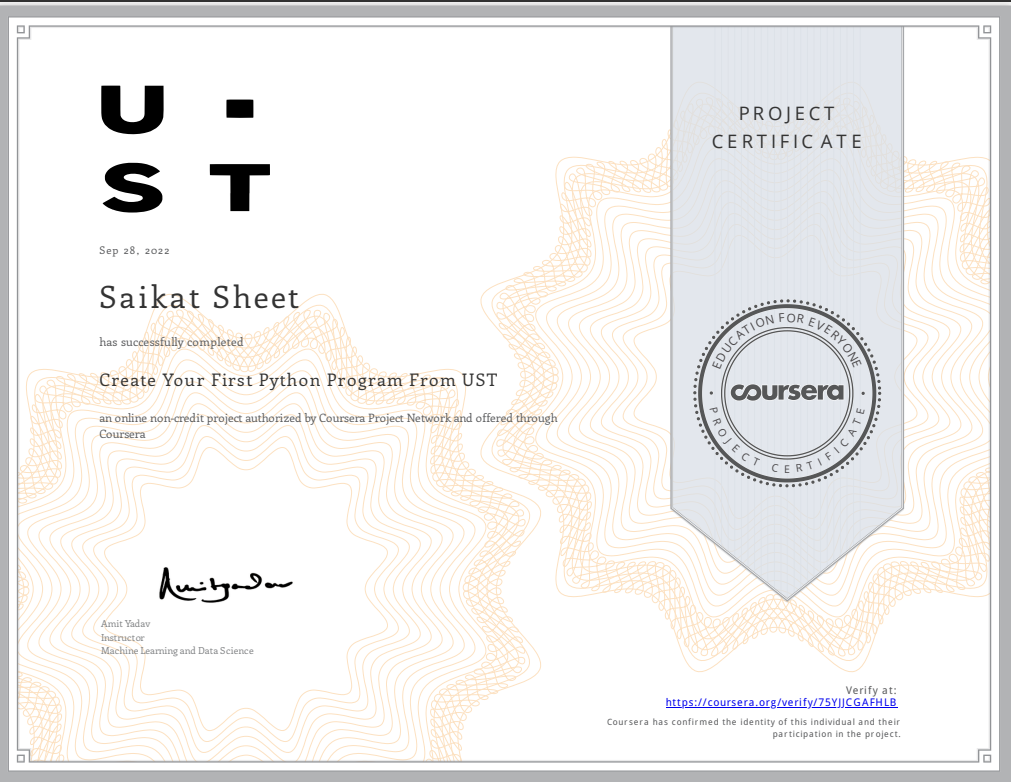 U ·
ST
Sep 28, 2022
Saikat Sheet
has successfully completed
Create Your First Python Program From UST
an online non-credit project authorized by Coursera Project Network and offered through
Coursera
Amit Yadav
Amit Yadav
Instructor
Machine Learning and Data Science
PROJECT
CERTIFICATE
EDUCATION FOR EVERYONE
coursera
PROJECT CERTIFICATE
Verify at:
https://coursera.org/verify/75YJJCGAFHLB
Coursera has confirmed the identity of this individual and their
participation in the project.